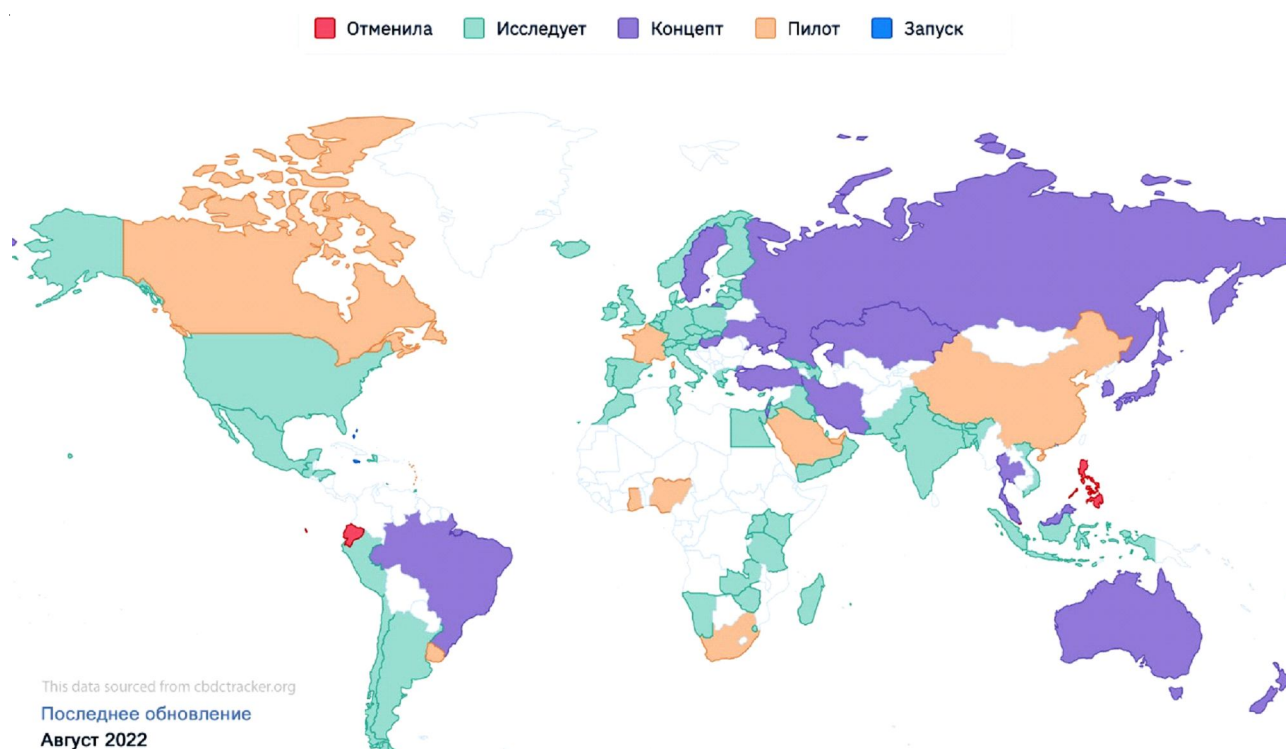 Отменила Исследует Концепт Пилот Запуск
This data sourced from cbdctracker.org
Последнее обновление
Август 2022